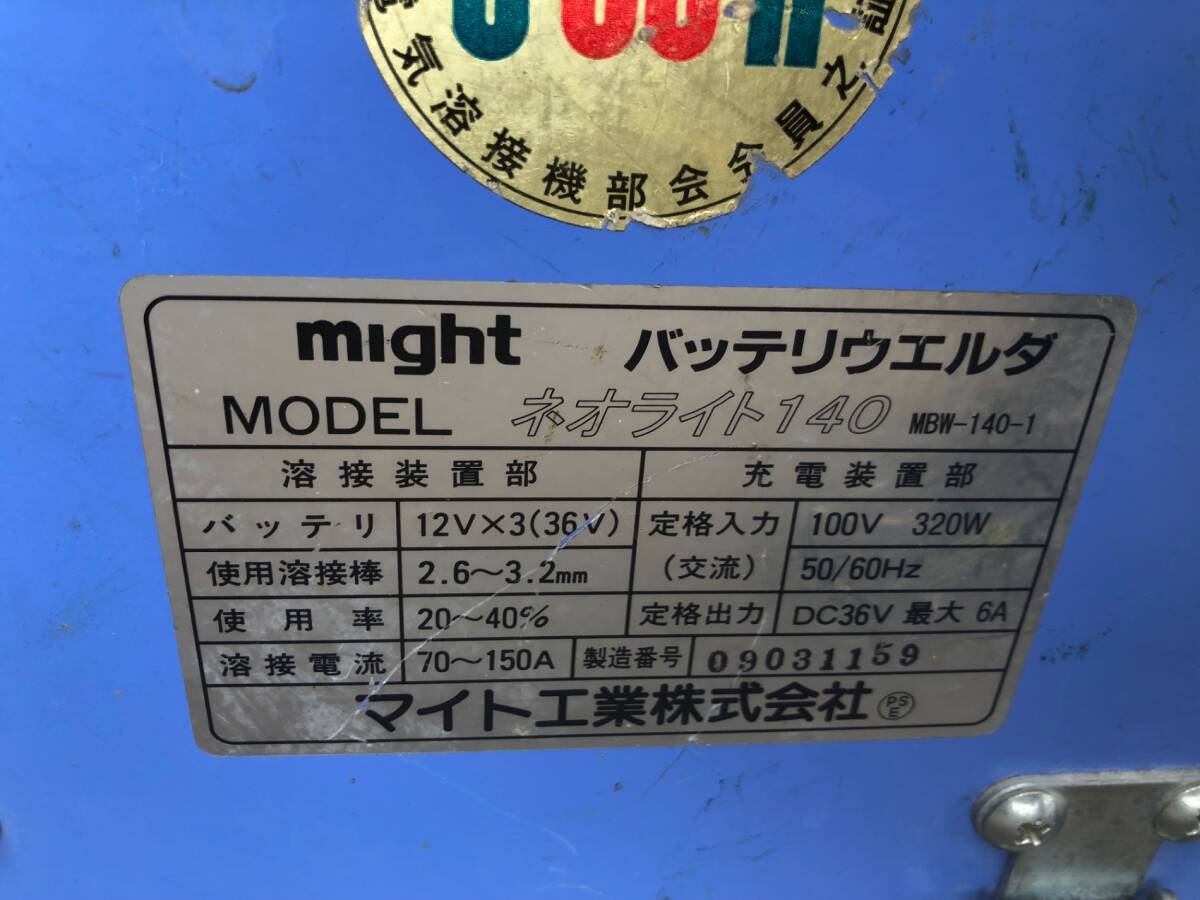 電気溶接機部会会員之証
might バッテリウエルダ
MODEL ネオライト140 MBW-140-1
溶接装置部 充電装置部
バッテリ 12V×3(36V) 定格入力 100V 320W
使用溶接棒 2.6～3.2mm (交流) 50/60Hz
使用率 20～40% 定格出力 DC36V 最大 6A
溶接電流 70～150A 製造番号 09031159
マイト工業株式会社 PSE